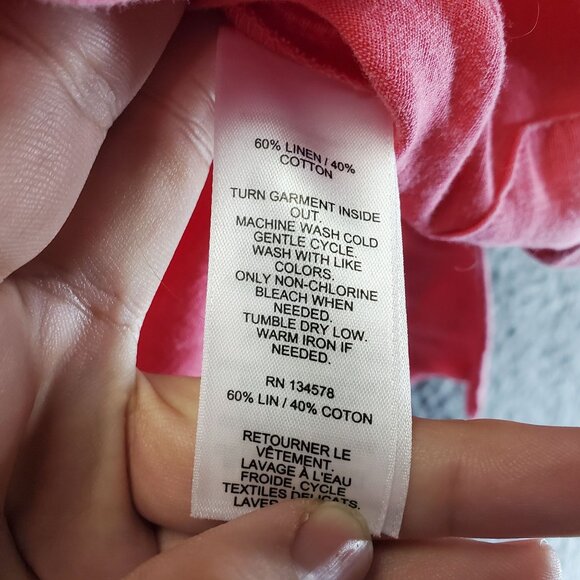 60% LINEN / 40%
COTTON
TURN GARMENT INSIDE
OUT.
MACHINE WASH COLD
GENTLE CYCLE.
WASH WITH LIKE
COLORS.
ONLY NON-CHLORINE
BLEACH WHEN
NEEDED.
TUMBLE DRY LOW.
WARM IRON IF
NEEDED.
RN 134578
60% LIN / 40% COTON
RETOURNER LE
VÊTEMENT.
LAVAGE À L'EAU
FROIDE, CYCLE
TEXTILES DÉLICATS.